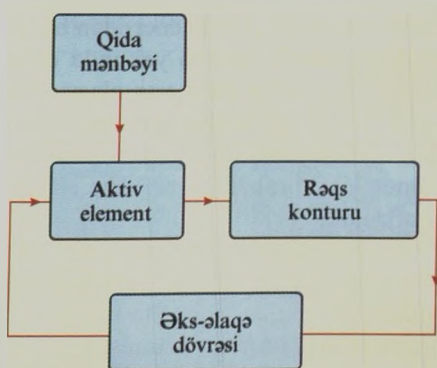 Qida
mənbəyi
Aktiv
element
Rəqs
konturu
Əks-əlaqə
dövrəsi